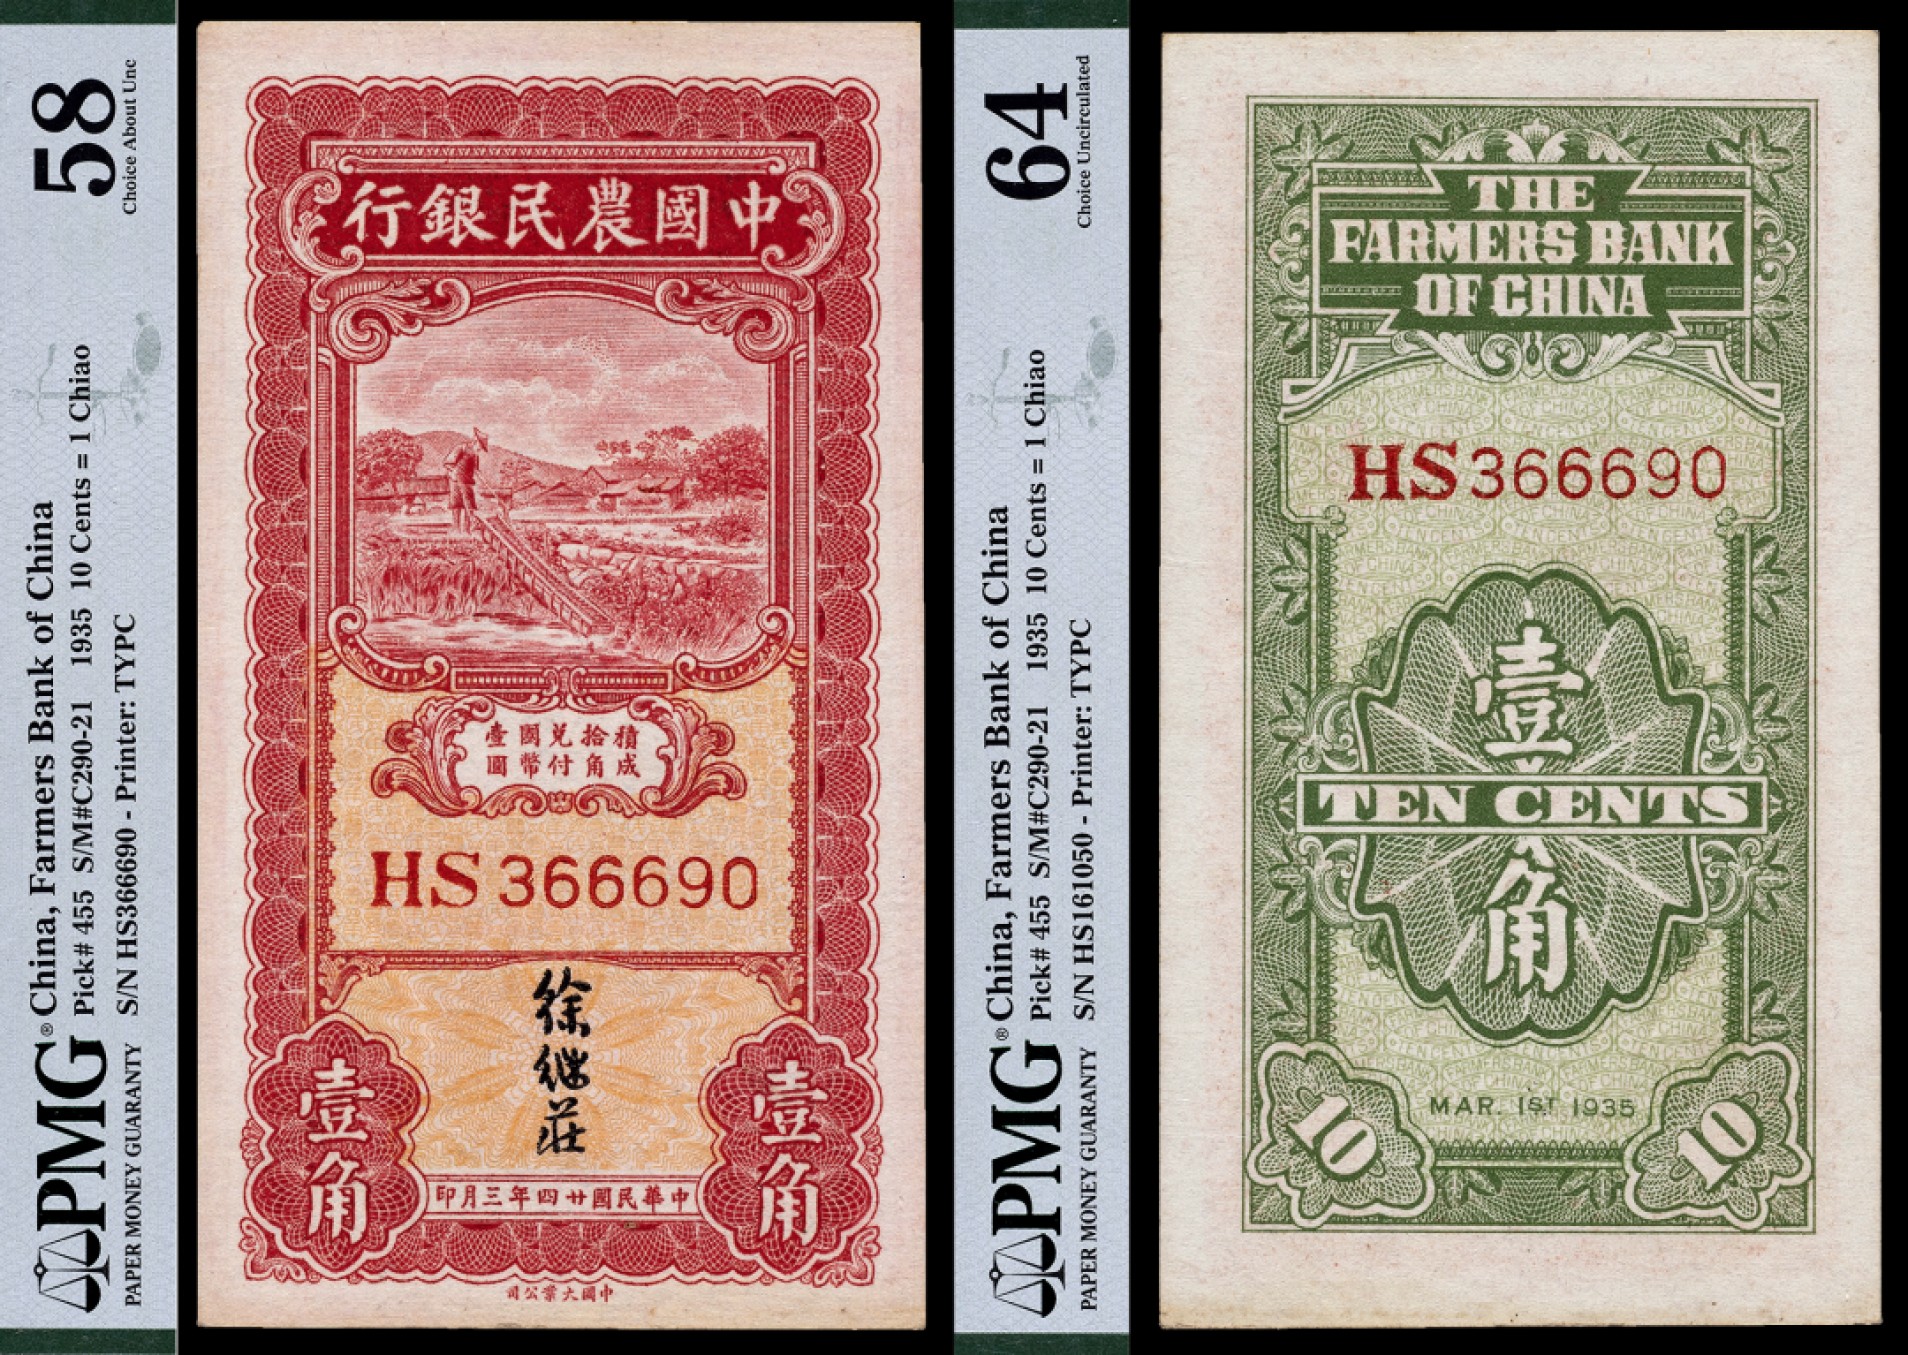 58
Choice About Unc
China, Farmers Bank of China
Pick# 455 S/M#C290-21 1935 10 Cents = 1 Chiao
S/N HS366690 - Printer: TYPC
PMG®
PAPER MONEY GUARANTY
行銀民農國中
壹國兌拾積
圓幣付角成
HS366690
徐繼莊
壹角
壹角
印月三年四廿國民華中
司公業大國中
64
Choice Uncirculated
China, Farmers Bank of China
Pick# 455 S/M#C290-21 1935 10 Cents = 1 Chiao
S/N HS161050 - Printer: TYPC
PMG®
PAPER MONEY GUARANTY
THE
FARMERS BANK
OF CHINA
HS366690
壹
TEN CENTS
角
MAR. 1ST 1935
10
10